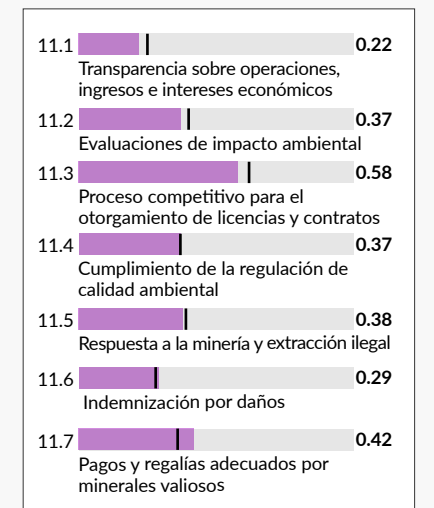 11.1 0.22
Transparencia sobre operaciones,
ingresos e intereses económicos
11.2 0.37
Evaluaciones de impacto ambiental
11.3 0.58
Proceso competitivo para el
otorgamiento de licencias y contratos
11.4 0.37
Cumplimiento de la regulación de
calidad ambiental
11.5 0.38
Respuesta a la minería y extracción ilegal
11.6 0.29
Indemnización por daños
11.7 0.42
Pagos y regalías adecuados por
minerales valiosos